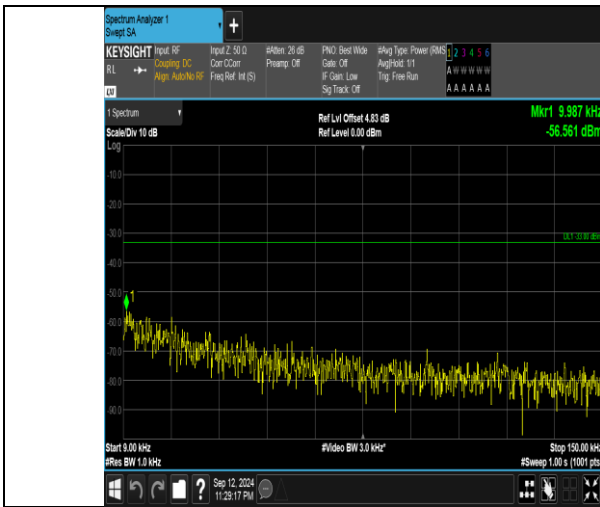 Spectrum Analyzer 1
Swept SA
+
KEYSIGHT
RL
LXI
Input: RF
Coupling: DC
Align: Auto/No RF
Input Z: 50 Ω
Corr CCorr
Freq Ref: Int (S)
#Atten: 26 dB
Preamp: Off
PNO: Best Wide
Gate: Off
IF Gain: Low
Sig Track: Off
#Avg Type: Power (RMS
Avg|Hold: 1/1
Trig: Free Run
1 2 3 4 5 6
A W W W W W
A A A A A A
1 Spectrum
Scale/Div 10 dB
Ref Lvl Offset 4.83 dB
Ref Level 0.00 dBm
Mkr1 9.987 kHz
-56.561 dBm
Log
-10.0
-20.0
-30.0
DL1 -33.00 dBm
-40.0
-50.0
1
-60.0
-70.0
-80.0
-90.0
Start 9.00 kHz
#Video BW 3.0 kHz*
Stop 150.00 kHz
#Res BW 1.0 kHz
#Sweep 1.00 s (1001 pts)
?
Sep 12, 2024
11:29:17 PM